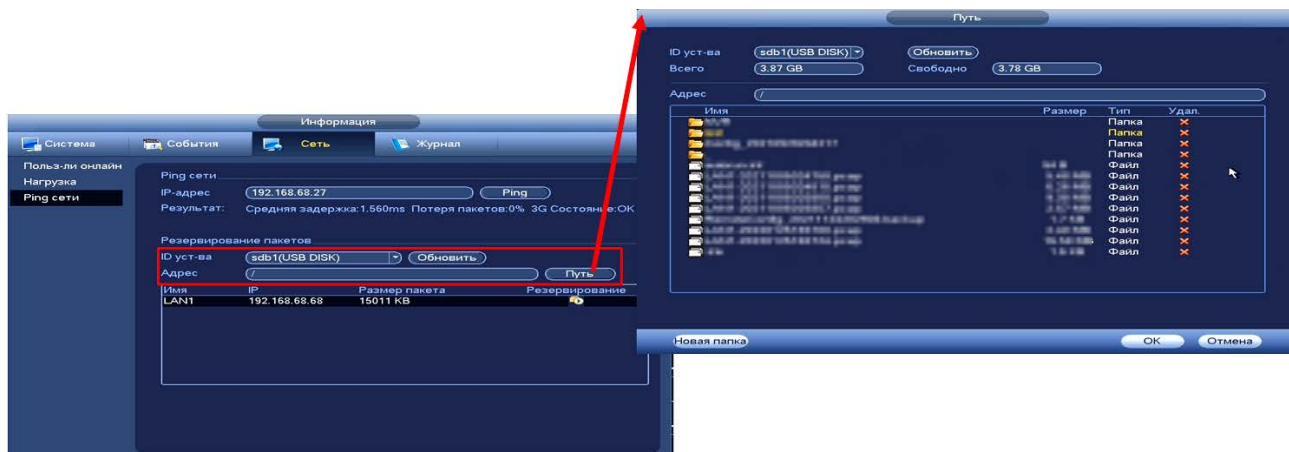 Информация
Система События Сеть Журнал
Польз-ли онлайн
Нагрузка
Ping сети
Ping сети
IP-адрес 192.168.68.27 Ping
Результат: Средняя задержка:1.560ms Потеря пакетов:0% 3G Состояние:OK
Резервирование пакетов
ID уст-ва sdb1(USB DISK) Обновить
Адрес / Путь
Имя IP Размер пакета Резервирование
LAN1 192.168.68.68 15011 KB
Путь
ID уст-ва sdb1(USB DISK) Обновить
Всего 3.87 GB Свободно 3.78 GB
Адрес /
Имя Размер Тип Удал.
Папка
Папка
Папка
Папка
Файл
Файл
Файл
Файл
Файл
Файл
Файл
Файл
Файл
Новая папка OK Отмена